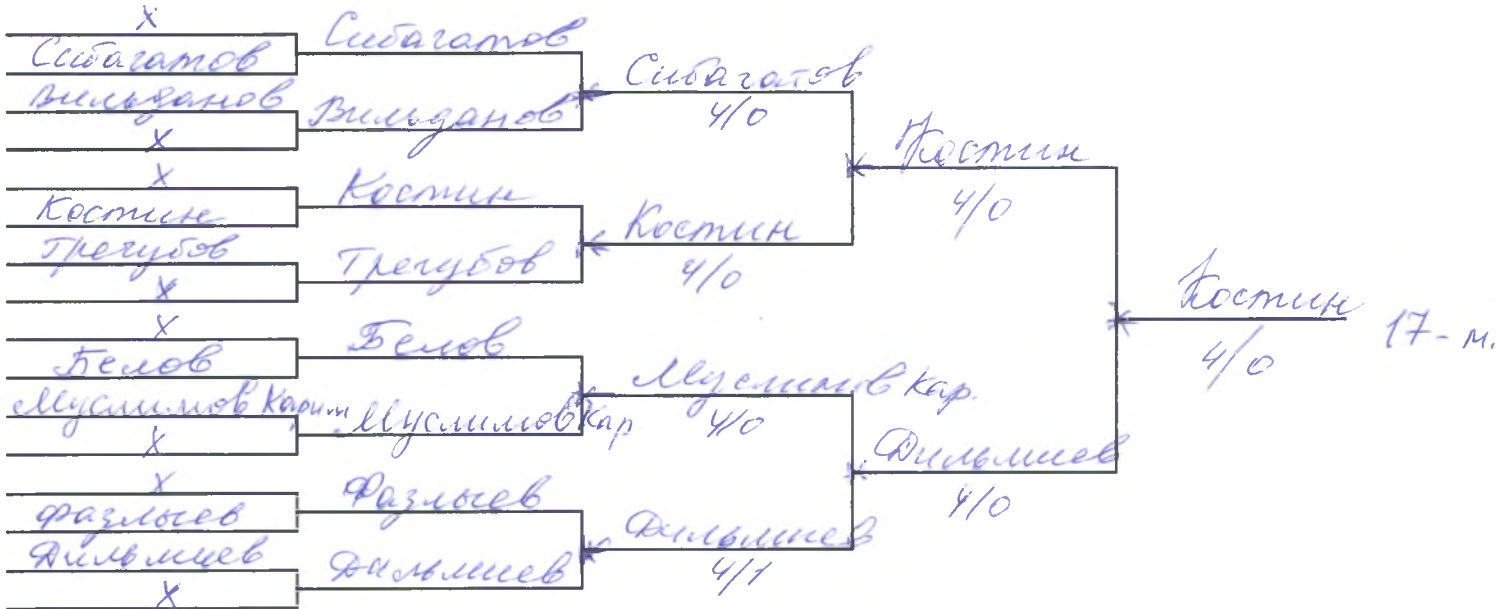 X
Сибагатов
Вильданов
X
X
Костин
Трегубов
X
X
Белов
Муслимов Карим
X
X
Фазлыев
Дильмиев
X
Сибагатов
Вильданов
Костин
Трегубов
Белов
Муслимов Кар
Фазлыев
Дильмиев
Сибагатов
4/0
Костин
4/0
Муслимов Кар.
4/0
Дильмиев
4/1
Костин
4/0
Дильмиев
4/0
Костин
4/0
17-м.